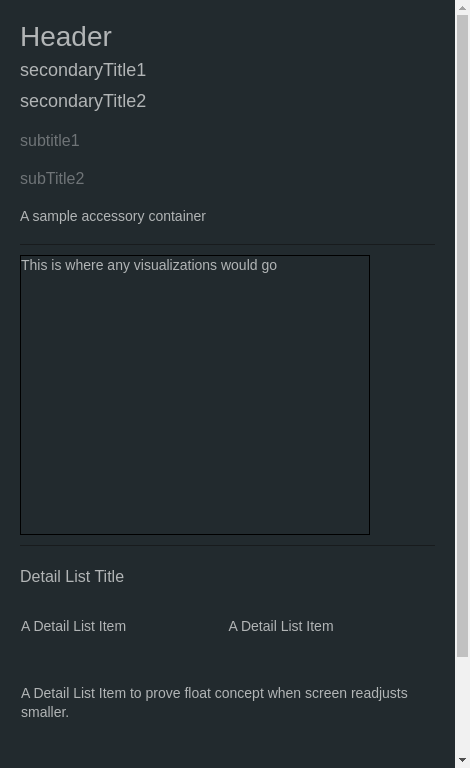 Header
secondaryTitle1
secondaryTitle2
subtitle1
subTitle2
A sample accessory container
This is where any visualizations would go
Detail List Title
A Detail List Item
A Detail List Item
A Detail List Item to prove float concept when screen readjusts
smaller.